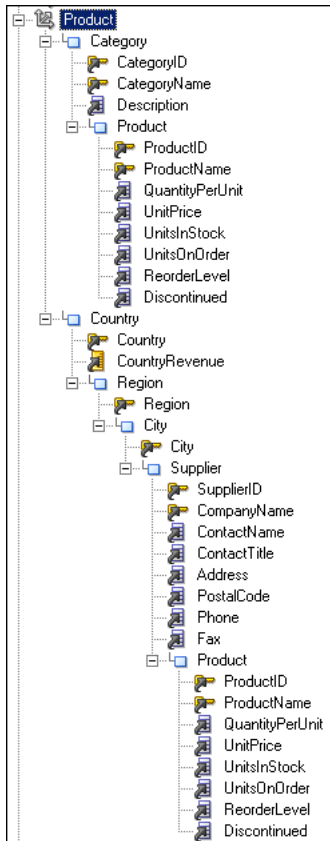 Product
Category
CategoryID
CategoryName
Description
Product
ProductID
ProductName
QuantityPerUnit
UnitPrice
UnitsInStock
UnitsOnOrder
ReorderLevel
Discontinued
Country
Country
CountryRevenue
Region
Region
City
City
Supplier
SupplierID
CompanyName
ContactName
ContactTitle
Address
PostalCode
Phone
Fax
Product
ProductID
ProductName
QuantityPerUnit
UnitPrice
UnitsInStock
UnitsOnOrder
ReorderLevel
Discontinued